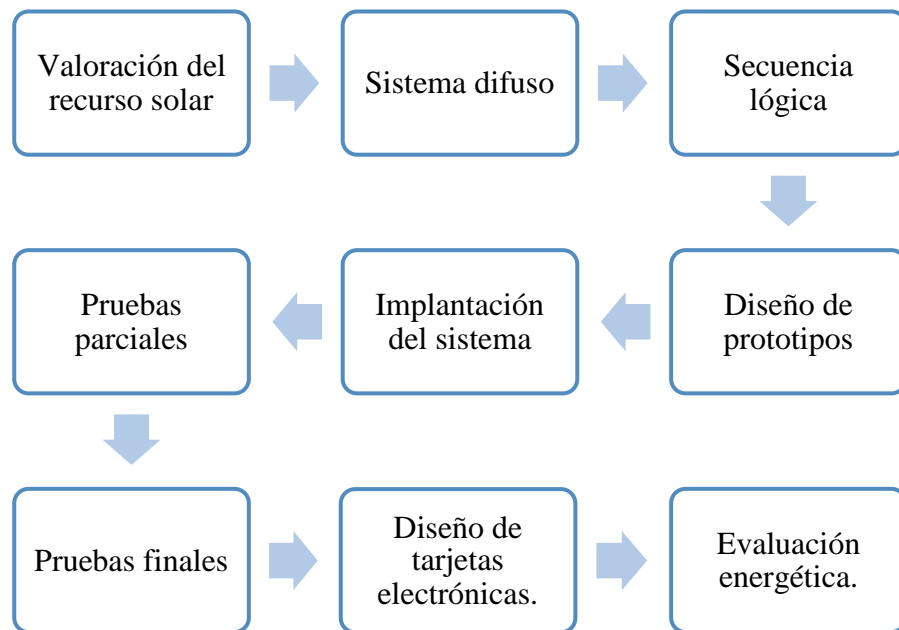 Valoración del
recurso solar
Sistema difuso
Secuencia
lógica
Diseño de
prototipos
Implantación
del sistema
Pruebas
parciales
Pruebas finales
Diseño de
tarjetas
electrónicas.
Evaluación
energética.